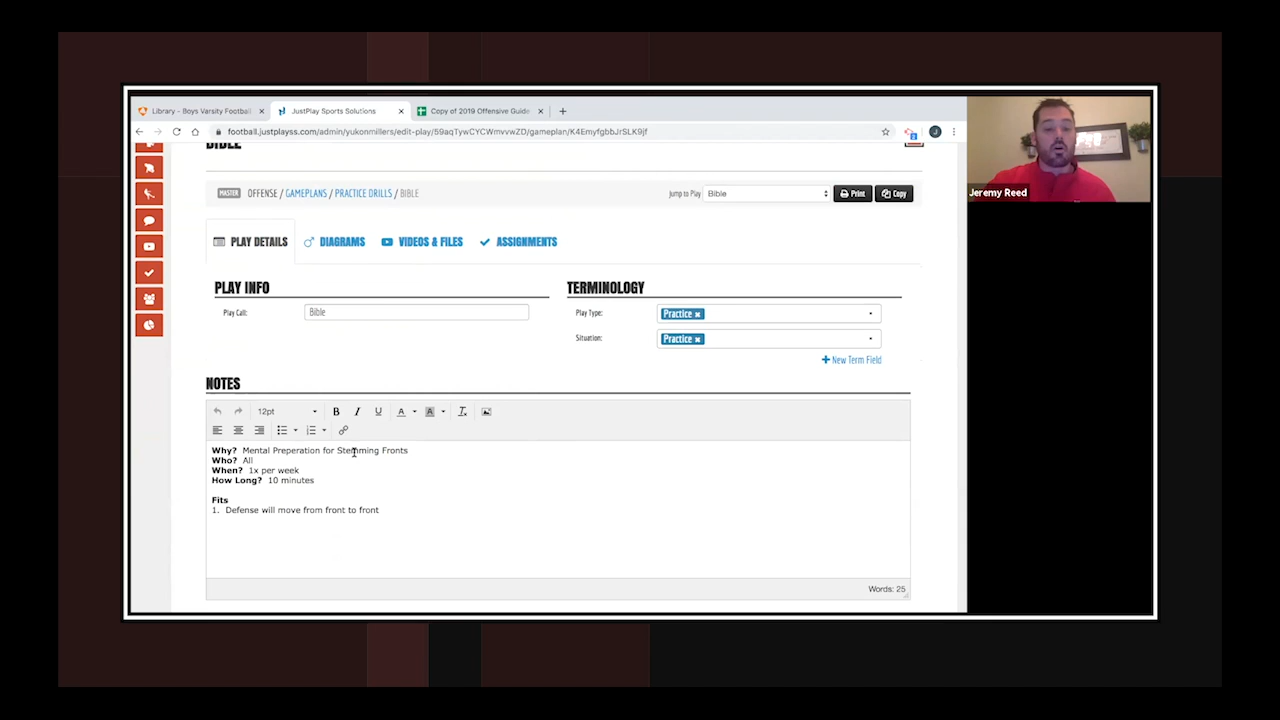 Library - Boys Varsity Football
JustPlay Sports Solutions
Copy of 2019 Offensive Guide
football.justplayss.com/admin/yukonmillers/edit-play/59aqTywCYCWmvvwZD/gameplan/K4EmyfgbbJrSLK9jf
Jeremy Reed
BIBLE
MASTER OFFENSE / GAMEPLANS / PRACTICE DRILLS / BIBLE
Jump to Play Bible Print Copy
PLAY DETAILS DIAGRAMS VIDEOS & FILES ASSIGNMENTS
PLAY INFO
Play Call: Bible
TERMINOLOGY
Play Type: Practice x
Situation: Practice x
New Term Field
NOTES
12pt B I U A A
Why? Mental Preperation for Stemming Fronts
Who? All
When? 1x per week
How Long? 10 minutes
Fits
1. Defense will move from front to front
Words: 25